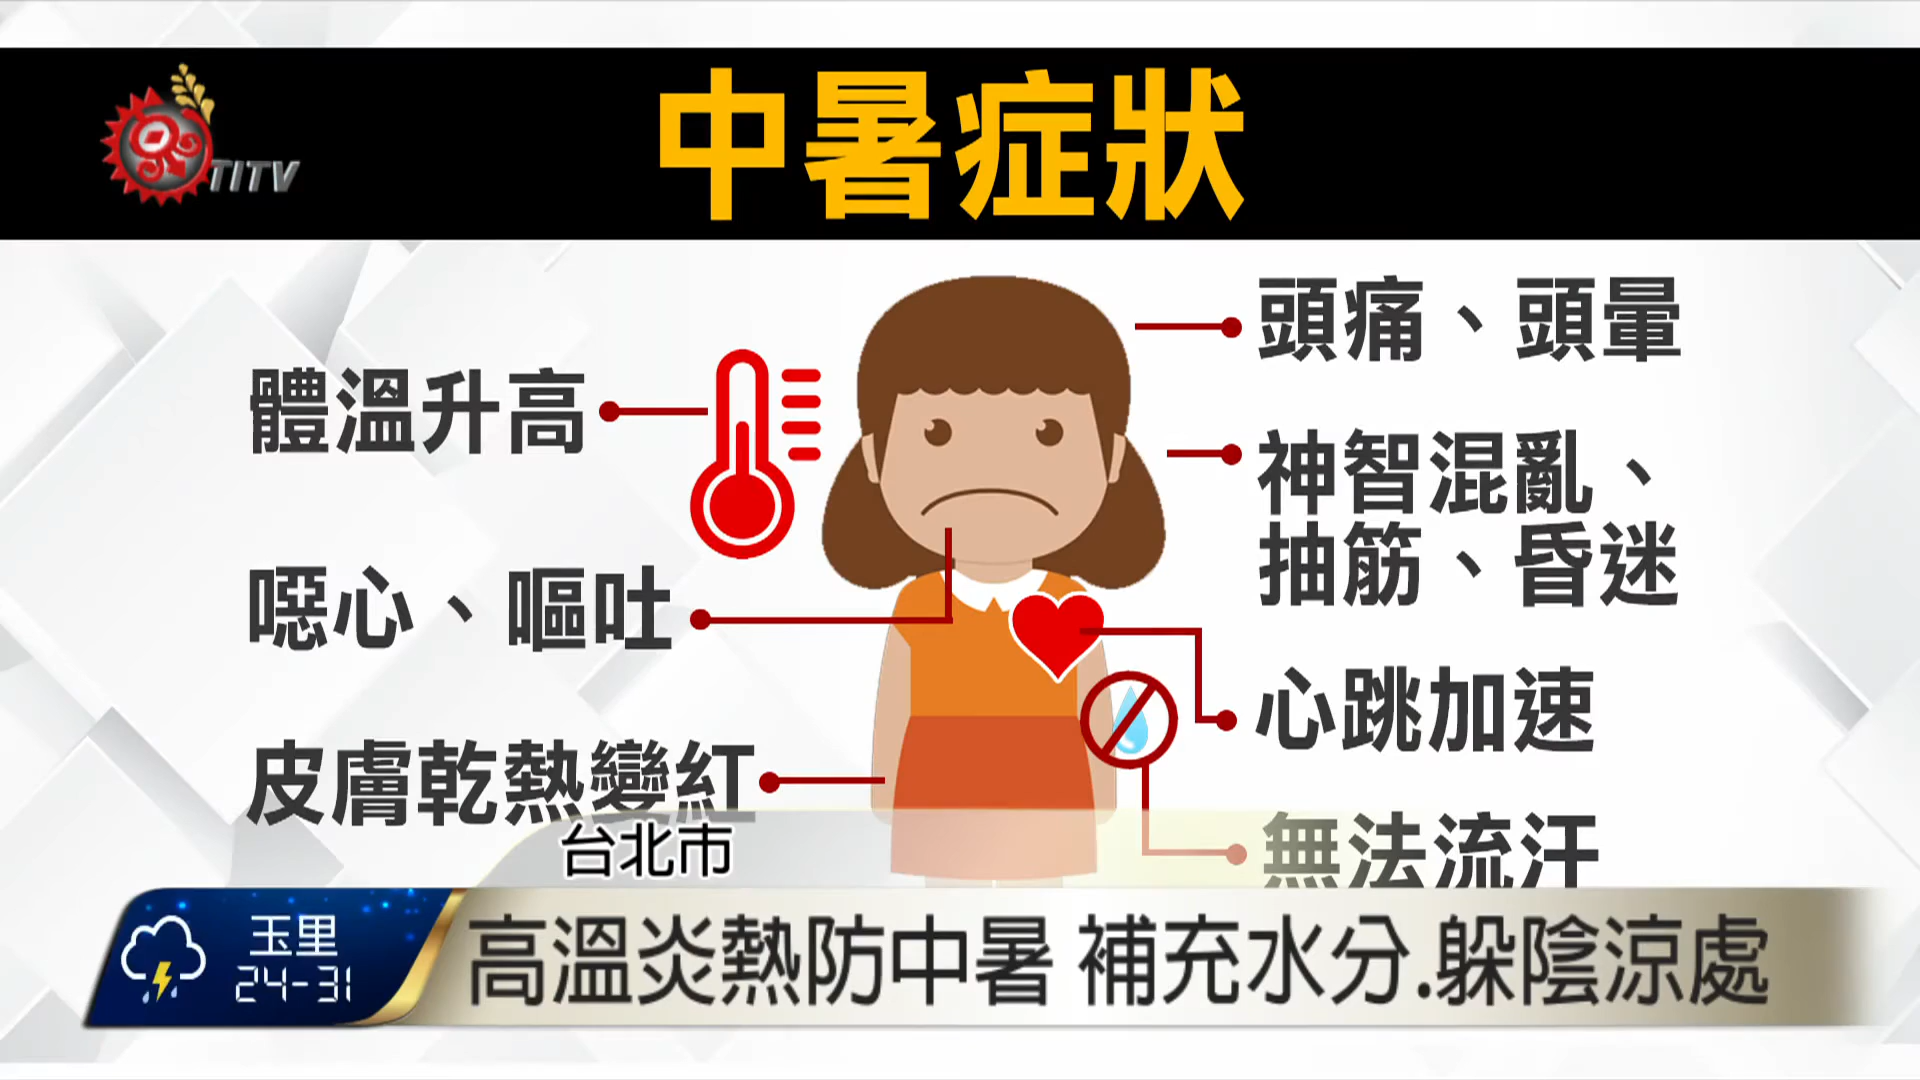 TITV
中暑症狀
體溫升高
噁心、嘔吐
皮膚乾熱變紅
頭痛、頭暈
神智混亂、
抽筋、昏迷
心跳加速
無法流汗
台北市
玉里
24-31
高溫炎熱防中暑 補充水分.躲陰涼處